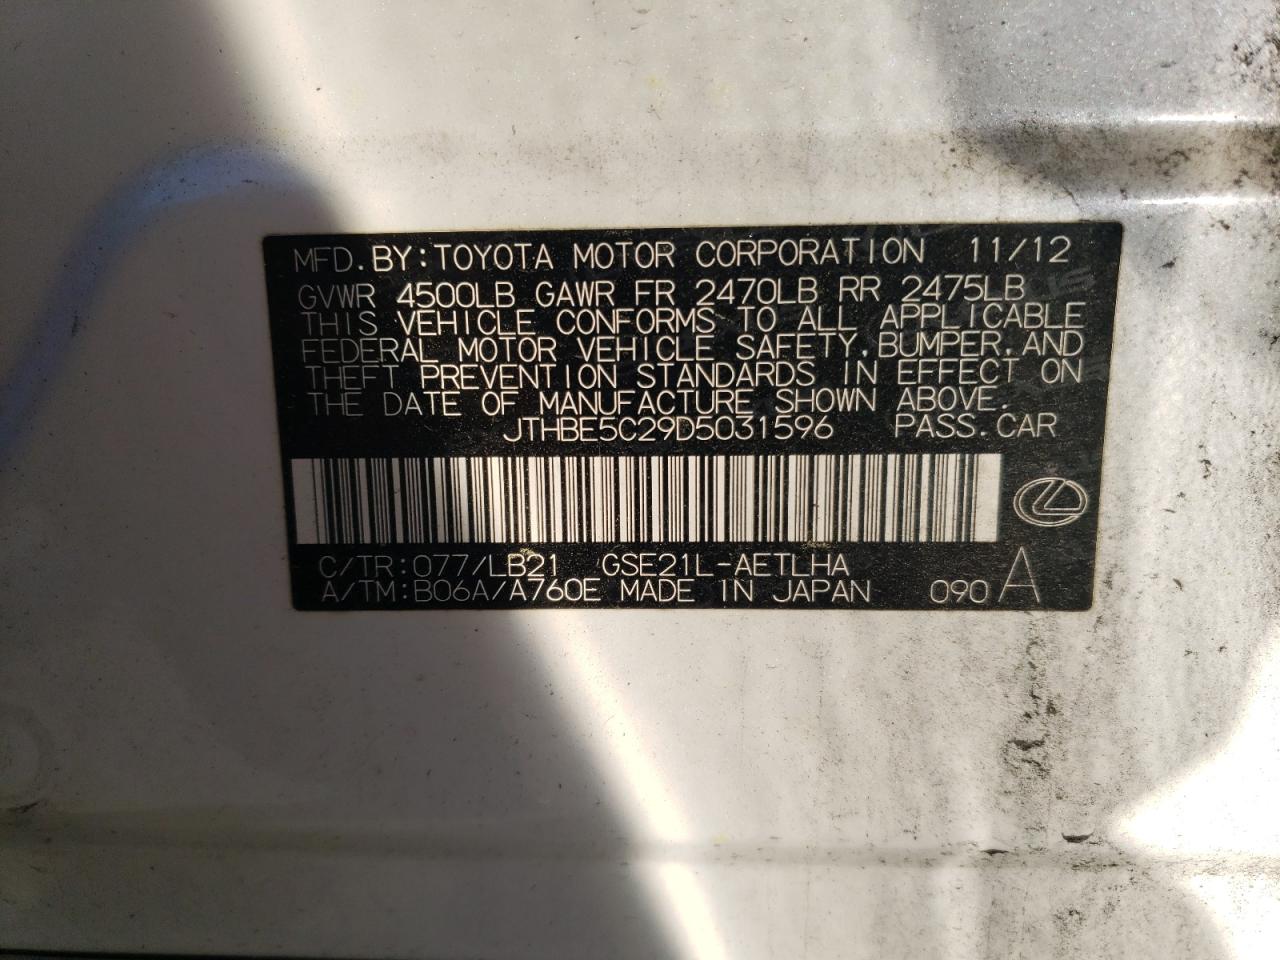 MFD. BY: TOYOTA MOTOR CORPORATION 11/12
GVWR 4500LB GAWR FR 2470LB RR 2475LB
THIS VEHICLE CONFORMS TO ALL APPLICABLE
FEDERAL MOTOR VEHICLE SAFETY, BUMPER, AND
THEFT PREVENTION STANDARDS IN EFFECT ON
THE DATE OF MANUFACTURE SHOWN ABOVE.
JTHBE5C29D5031596 PASS. CAR
C/TR: 077/LB21 GSE21L-AETLHA
A/TM: B06A/A760E MADE IN JAPAN 090 A